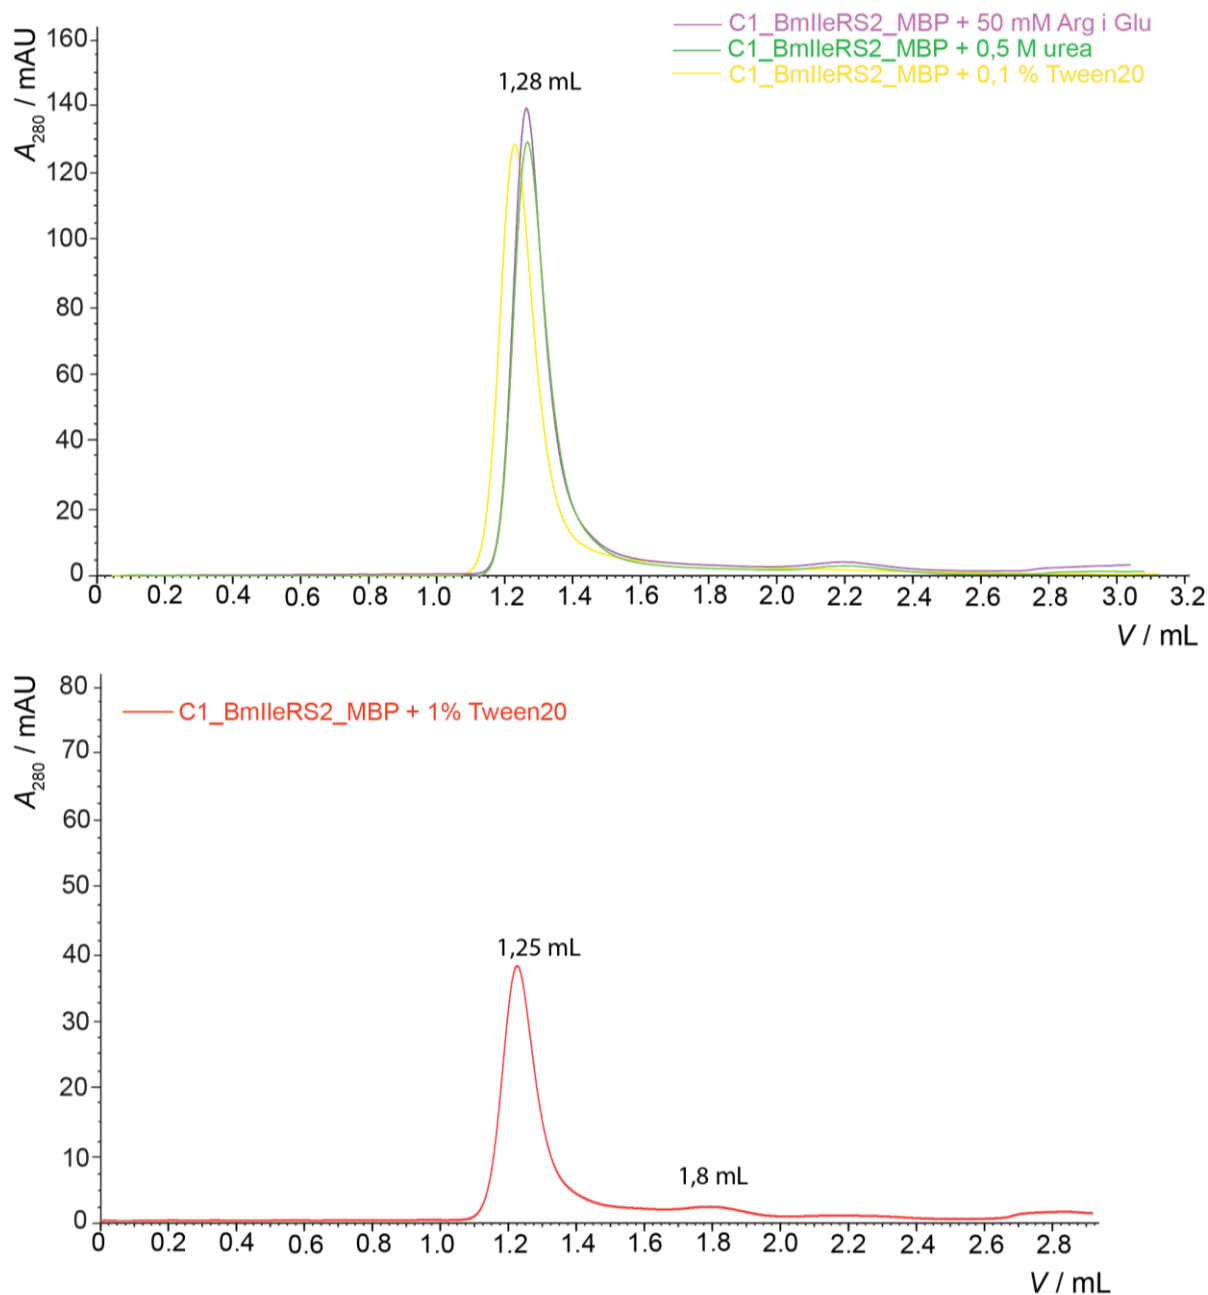 C1_BmIleRS2_MBP + 50 mM Arg i Glu
C1_BmIleRS2_MBP + 0,5 M urea
C1_BmIleRS2_MBP + 0,1 % Tween20
A280 / mAU
160
140
120
100
80
60
40
20
0
1,28 mL
0 0.2 0.4 0.6 0.8 1.0 1.2 1.4 1.6 1.8 2.0 2.2 2.4 2.6 2.8 3.0 3.2
V / mL
A280 / mAU
80
70
60
50
40
30
20
10
0
C1_BmIleRS2_MBP + 1% Tween20
1,25 mL
1,8 mL
0 0.2 0.4 0.6 0.8 1.0 1.2 1.4 1.6 1.8 2.0 2.2 2.4 2.6 2.8
V / mL